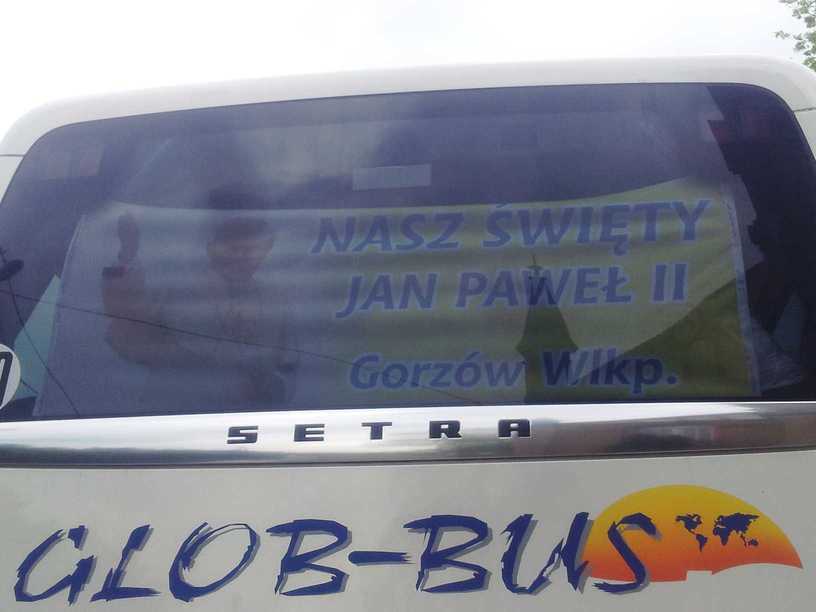 NASZ ŚWIĘTY
JAN PAWEŁ II
Gorzów Wlkp.
SETRA
GLOB-BUS